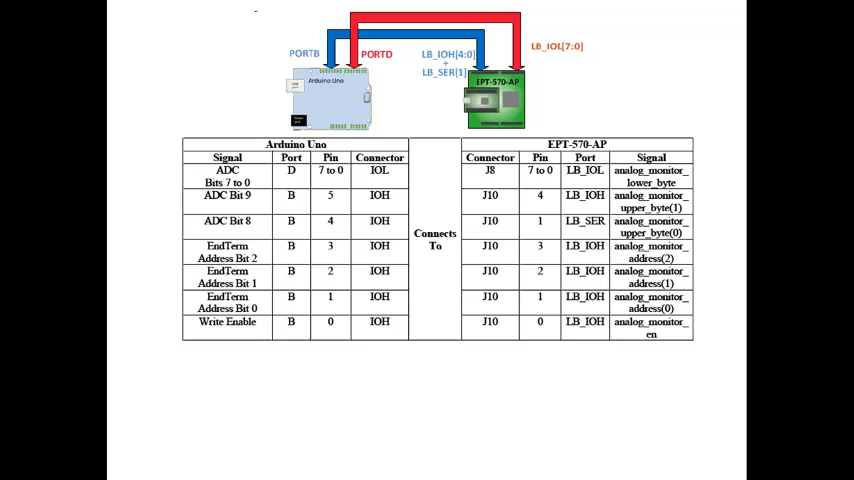 PORTB
PORTD
LB_IOH[4:0]
+
LB_SER[1]
LB_IOL[7:0]
Arduino Uno
EPT-570-AP
Arduino Uno
EPT-570-AP
Signal Port Pin Connector
Connector Pin Port Signal
ADC
Bits 7 to 0 D 7 to 0 IOL
J8 7 to 0 LB_IOL analog_monitor_
lower_byte
ADC Bit 9 B 5 IOH
J10 4 LB_IOH analog_monitor_
upper_byte(1)
ADC Bit 8 B 4 IOH
J10 1 LB_SER analog_monitor_
upper_byte(0)
Connects
To
EndTerm
Address Bit 2 B 3 IOH
J10 3 LB_IOH analog_monitor_
address(2)
EndTerm
Address Bit 1 B 2 IOH
J10 2 LB_IOH analog_monitor_
address(1)
EndTerm
Address Bit 0 B 1 IOH
J10 1 LB_IOH analog_monitor_
address(0)
Write Enable B 0 IOH
J10 0 LB_IOH analog_monitor_
en